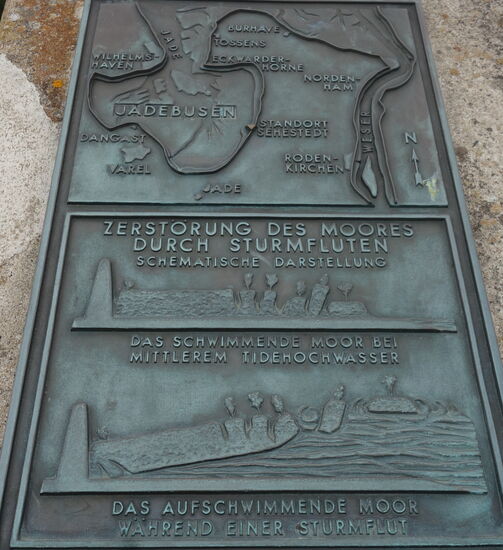 BURHAVE
TOSSENS
JADE
WILHELMS-
HAVEN
ECKWARDER-
HÖRNE
NORDEN-
HAM
JADEBUSEN
STANDORT
SEHESTEDT
WESER
N
DANGAST
VAREL
RODEN-
KIRCHEN
JADE
ZERSTÖRUNG DES MOORES
DURCH STURMFLUTEN
SCHEMATISCHE DARSTELLUNG
DAS SCHWIMMENDE MOOR BEI
MITTLEREM TIDEHOCHWASSER
DAS AUFSCHWIMMENDE MOOR
WÄHREND EINER STURMFLUT